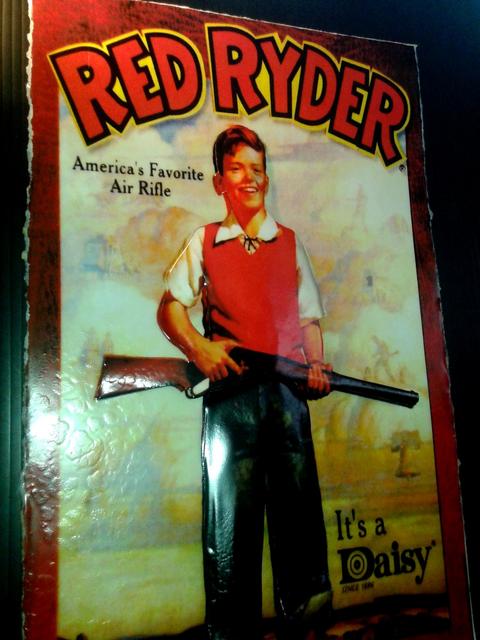 RED RYDER
America's Favorite
Air Rifle
It's a
Daisy
SINCE 1886